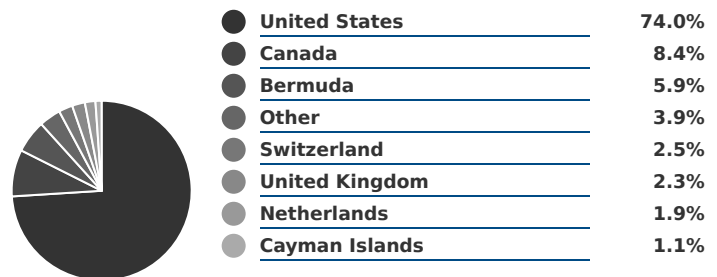 United States 74.0%
Canada 8.4%
Bermuda 5.9%
Other 3.9%
Switzerland 2.5%
United Kingdom 2.3%
Netherlands 1.9%
Cayman Islands 1.1%